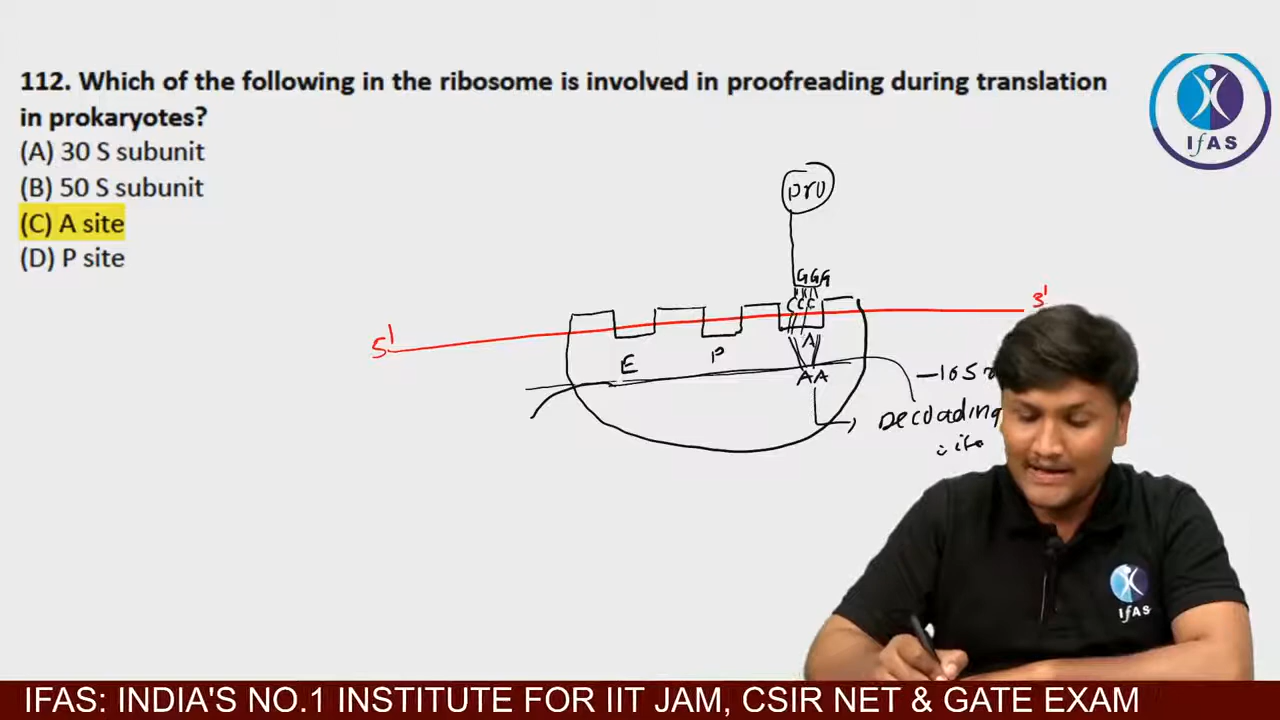 112. Which of the following in the ribosome is involved in proofreading during translation
in prokaryotes?
(A) 30 S subunit
(B) 50 S subunit
(C) A site
(D) P site
IfAS
pro
GGG
CCC
5'
3'
E
P
A
AA
Decoading
IfAS
IFAS: INDIA'S NO.1 INSTITUTE FOR IIT JAM, CSIR NET & GATE EXAM